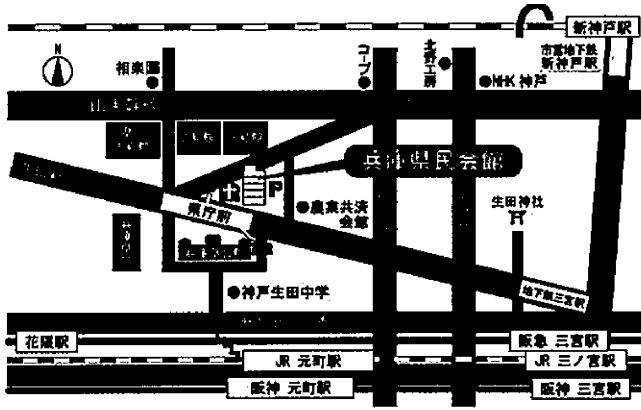 新神戸駅
N
相楽園
コープ
北野工房
市営地下鉄
新神戸駅
NHK 神戸
兵庫県民会館
P
県庁前
農業共済
会館
生田神社
神戸生田中学
地下鉄三宮駅
花隈駅
阪急 三宮駅
JR 元町駅
JR 三ノ宮駅
阪神 元町駅
阪神 三宮駅